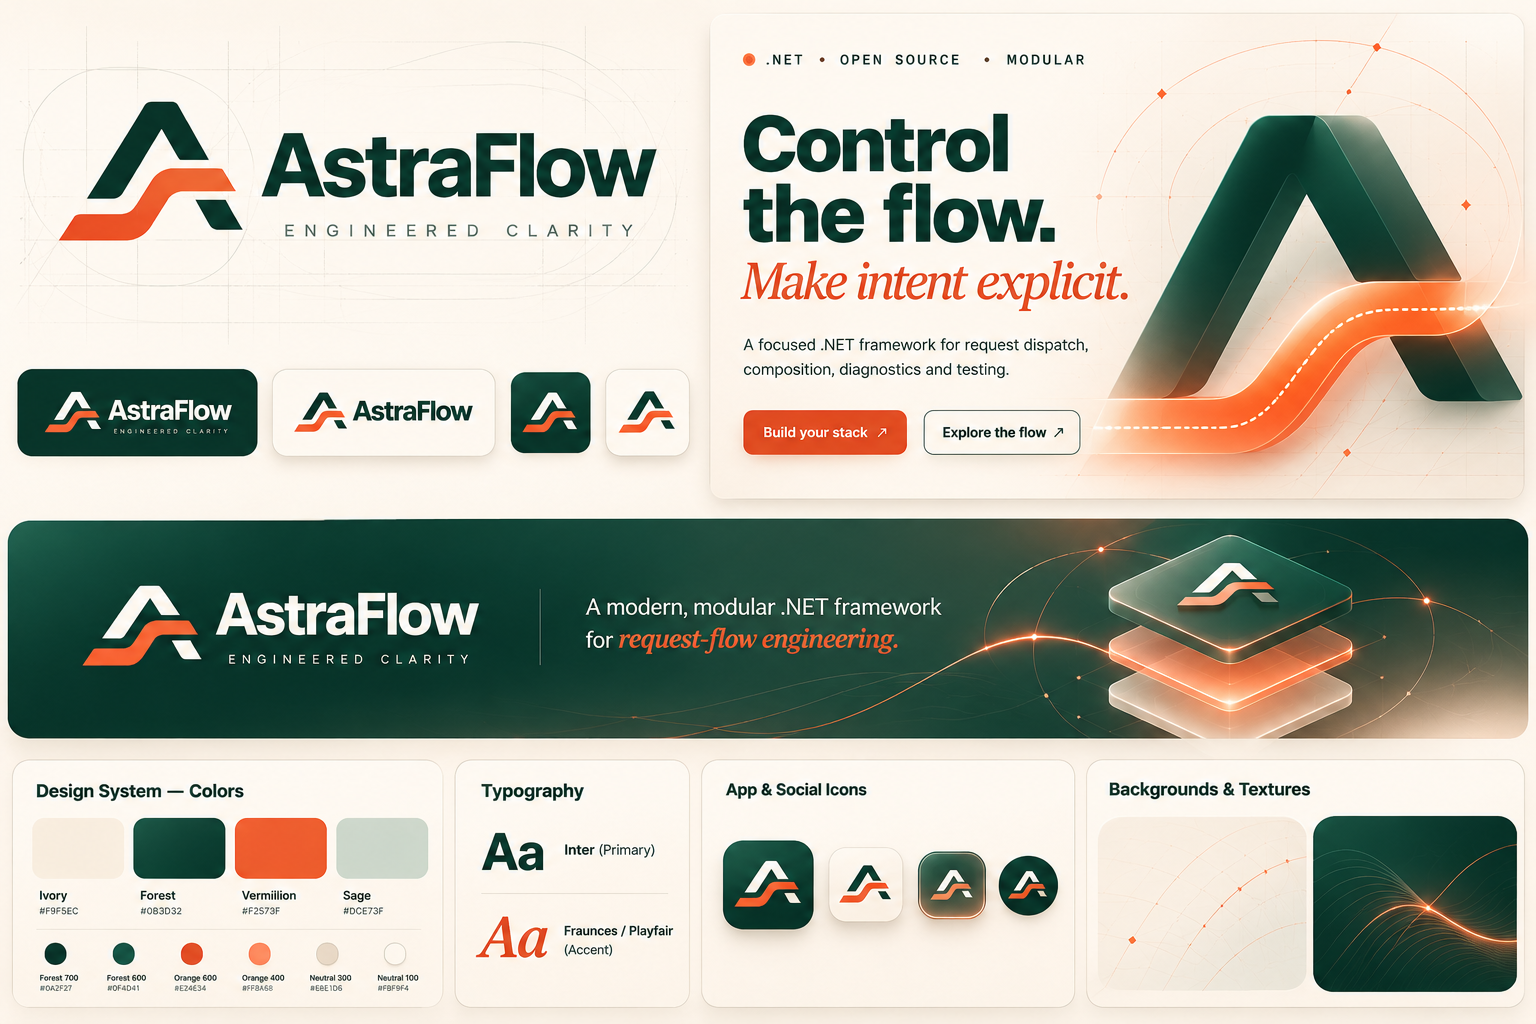 AstraFlow
ENGINEERED CLARITY
AstraFlow
ENGINEERED CLARITY
AstraFlow
.NET • OPEN SOURCE • MODULAR
Control
the flow.
Make intent explicit.
A focused .NET framework for request dispatch,
composition, diagnostics and testing.
Build your stack ↗
Explore the flow ↗
AstraFlow
ENGINEERED CLARITY
A modern, modular .NET framework
for request-flow engineering.
Design System — Colors
Ivory
#F9F5EC
Forest
#0B3D32
Vermiilion
#F2573F
Sage
#DCE73F
Forest 700
#0A2F27
Forest 600
#0F4D41
Orange 600
#E24E34
Orange 400
#FF8A68
Neutral 300
#E8E1D6
Neutral 100
#FBF9F4
Typography
Aa
Inter (Primary)
Aa
Fraunces / Playfair
(Accent)
App & Social Icons
Backgrounds & Textures